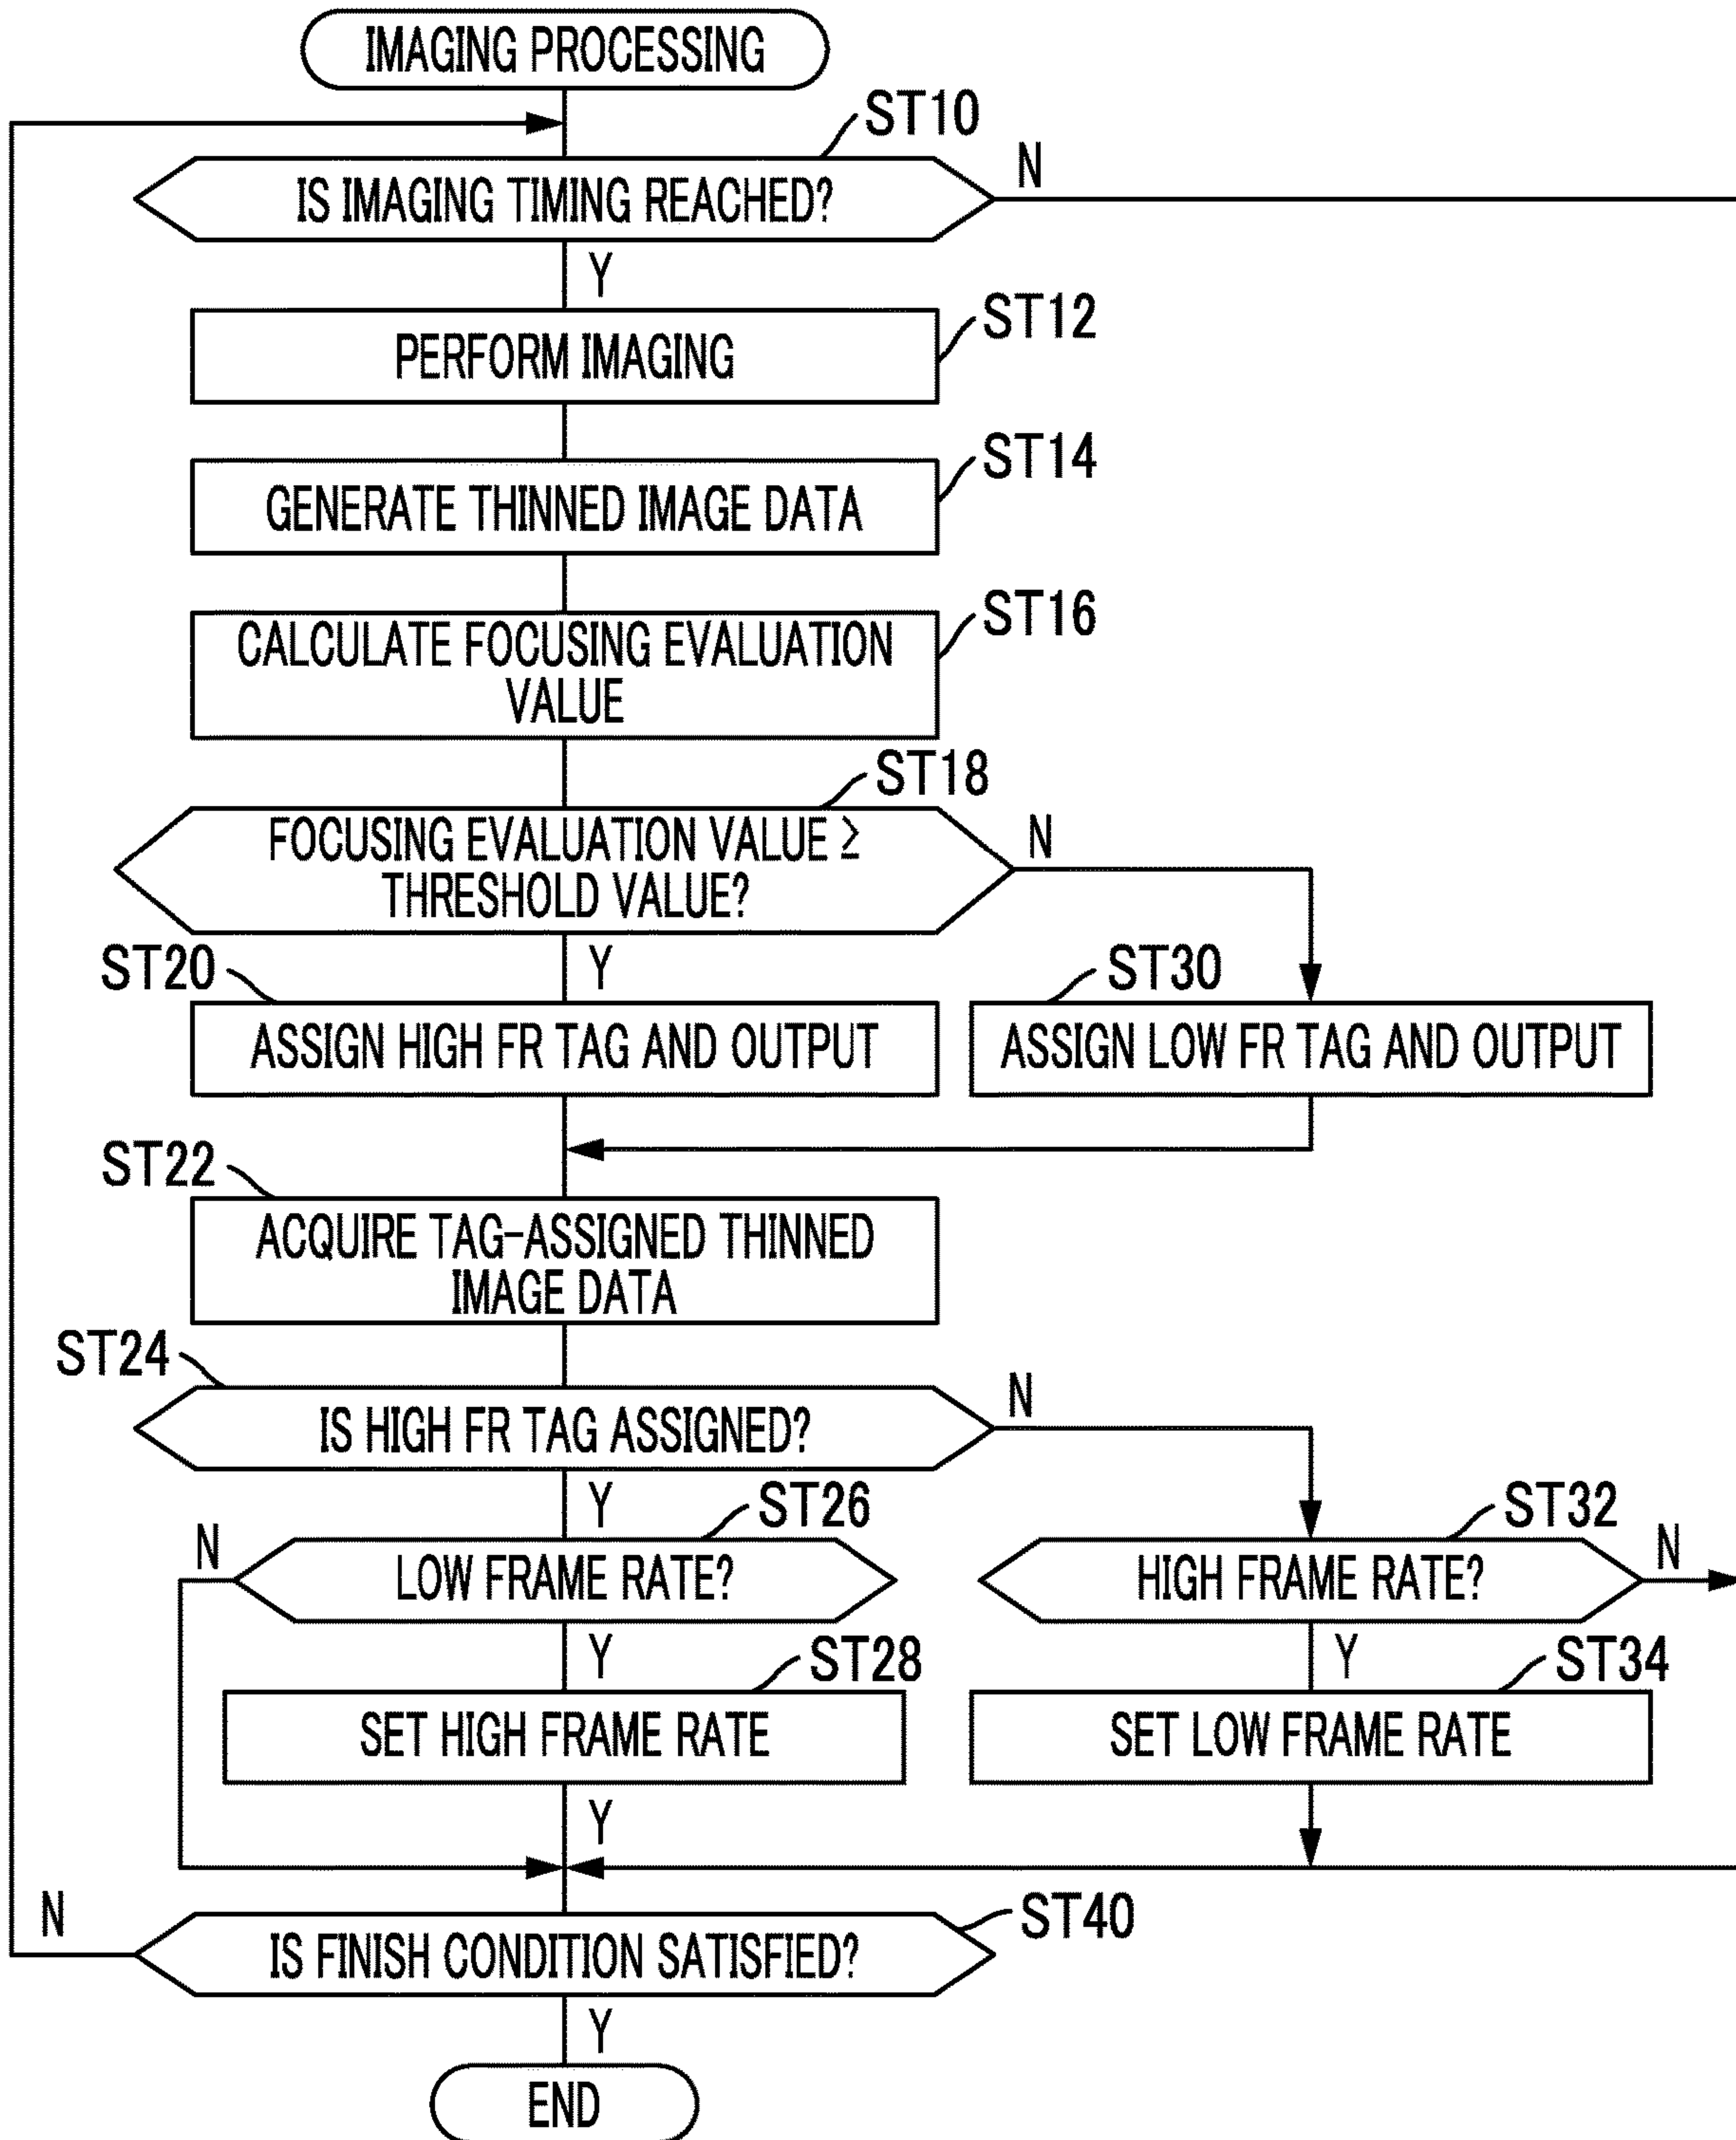 IMAGING PROCESSING
ST10
IS IMAGING TIMING REACHED?
N
Y
ST12
PERFORM IMAGING
ST14
GENERATE THINNED IMAGE DATA
ST16
CALCULATE FOCUSING EVALUATION
VALUE
ST18
FOCUSING EVALUATION VALUE ≥
THRESHOLD VALUE?
N
Y
ST20
ASSIGN HIGH FR TAG AND OUTPUT
ST30
ASSIGN LOW FR TAG AND OUTPUT
ST22
ACQUIRE TAG-ASSIGNED THINNED
IMAGE DATA
ST24
IS HIGH FR TAG ASSIGNED?
N
Y
ST26
N
LOW FRAME RATE?
ST32
HIGH FRAME RATE?
N
Y
ST28
SET HIGH FRAME RATE
Y
ST34
SET LOW FRAME RATE
Y
N
ST40
IS FINISH CONDITION SATISFIED?
Y
END